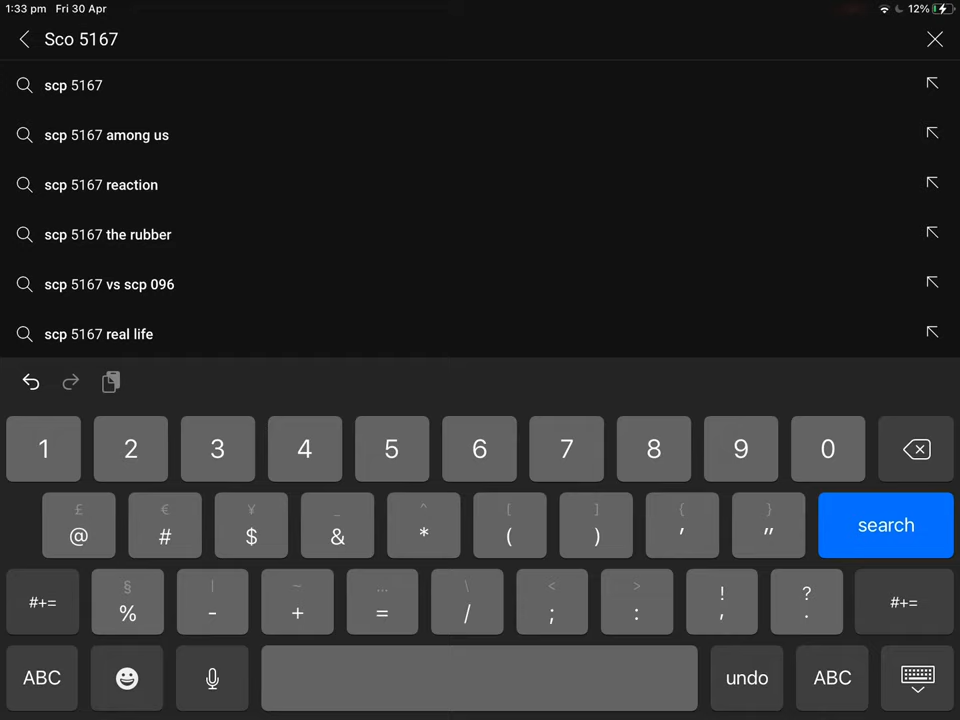 1:33 pm Fri 30 Apr 12%
Sco 5167
scp 5167
scp 5167 among us
scp 5167 reaction
scp 5167 the rubber
scp 5167 vs scp 096
scp 5167 real life
1 2 3 4 5 6 7 8 9 0
£ € ¥ _ ^ [ ] { }
@ # $ & * ( ) ' " search
§ | ~ … \ < > ! ?
#+= % - + = / ; : , . #+=
ABC undo ABC